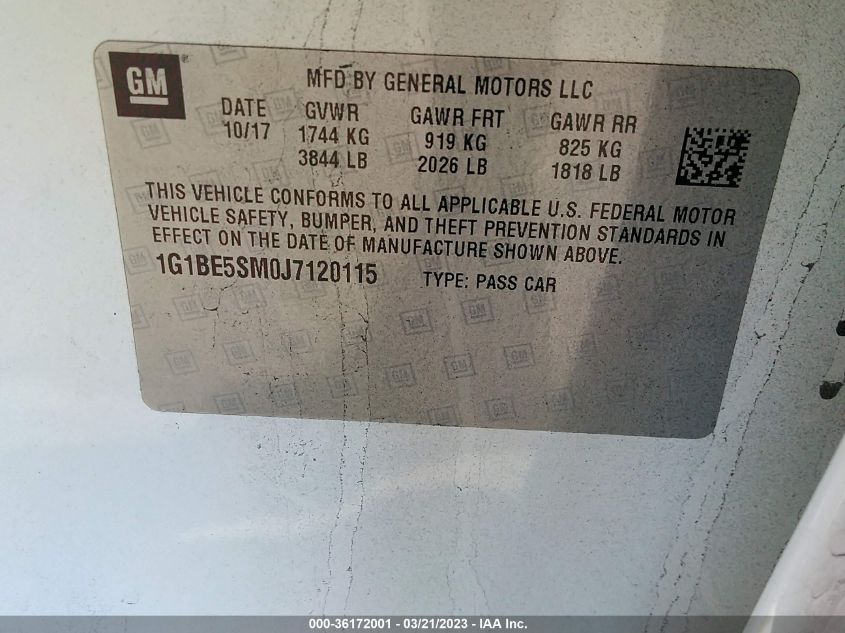 GM
MFD BY GENERAL MOTORS LLC
DATE GVWR GAWR FRT GAWR RR
10/17 1744 KG 919 KG 825 KG
3844 LB 2026 LB 1818 LB
THIS VEHICLE CONFORMS TO ALL APPLICABLE U.S. FEDERAL MOTOR
VEHICLE SAFETY, BUMPER, AND THEFT PREVENTION STANDARDS IN
EFFECT ON THE DATE OF MANUFACTURE SHOWN ABOVE.
1G1BE5SM0J7120115 TYPE: PASS CAR
000-36172001 / 03/21/2023 - IAA Inc.